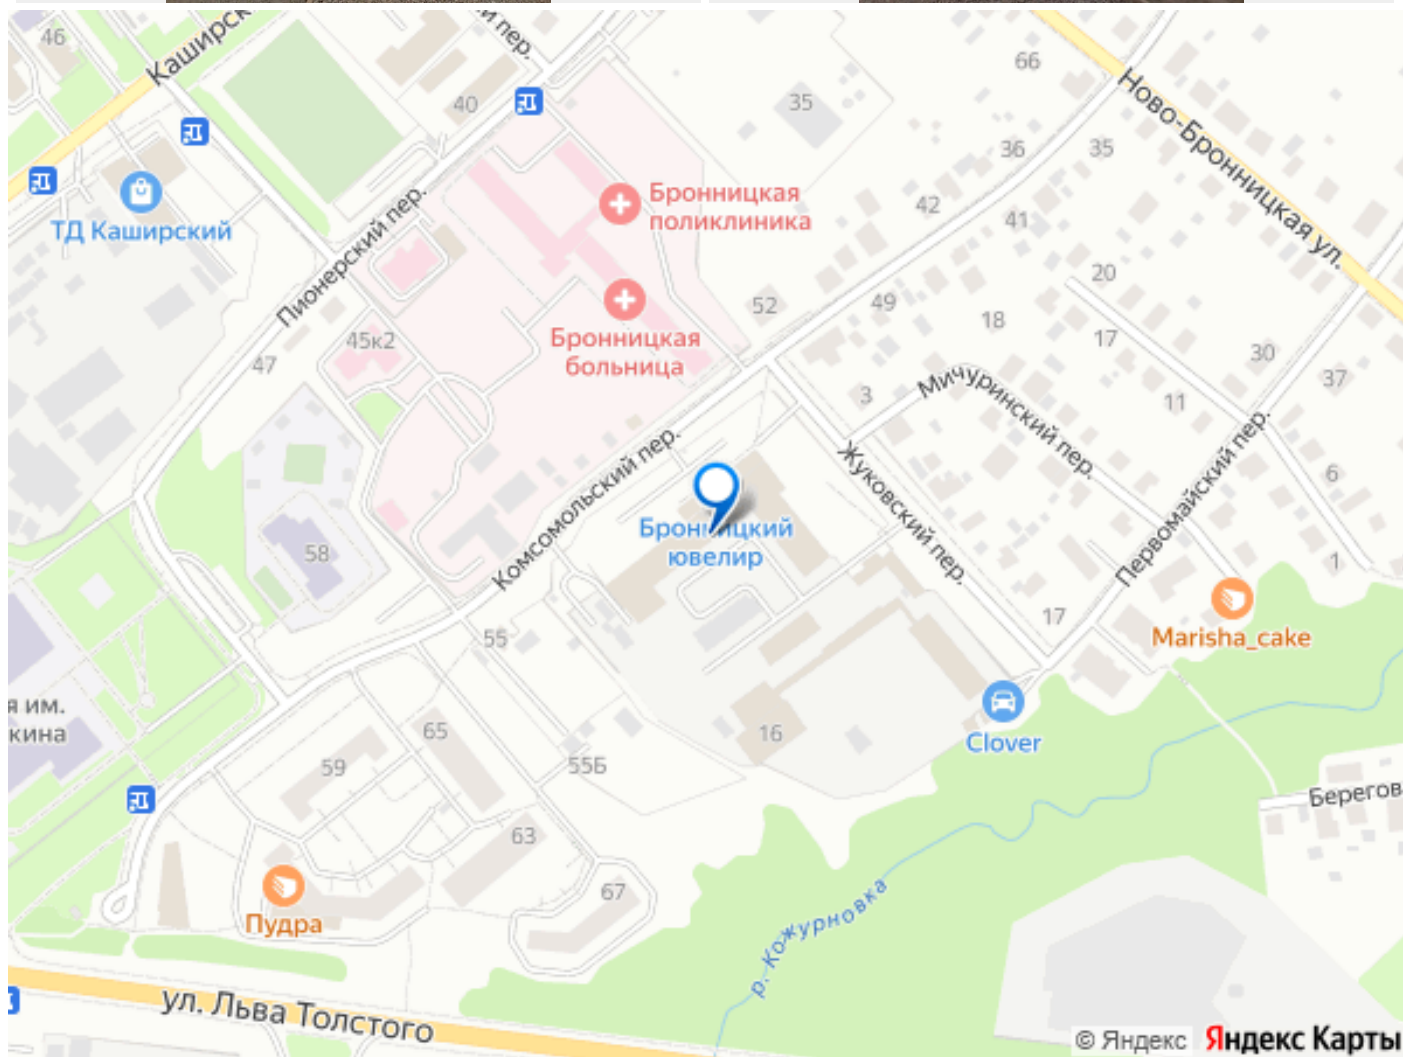 46
Каширск
ий пер.
40
ТД Каширский
Пионерский пер.
45к2
47
58
Бронницкая
поликлиника
Бронницкая
больница
35
66
36
35
42
41
52
49
Ново-Бронницкая ул.
20
18
17
30
37
11
3
6
1
Мичуринский пер.
Жуковский пер.
Первомайский пер.
Комсомольский пер.
Бронницкий
ювелир
17
Marisha_cake
Clover
16
55
я им.
кина
65
59
55Б
63
67
Пудра
Берегов
р. Кожурновка
ул. Льва Толстого
© Яндекс Яндекс Карты